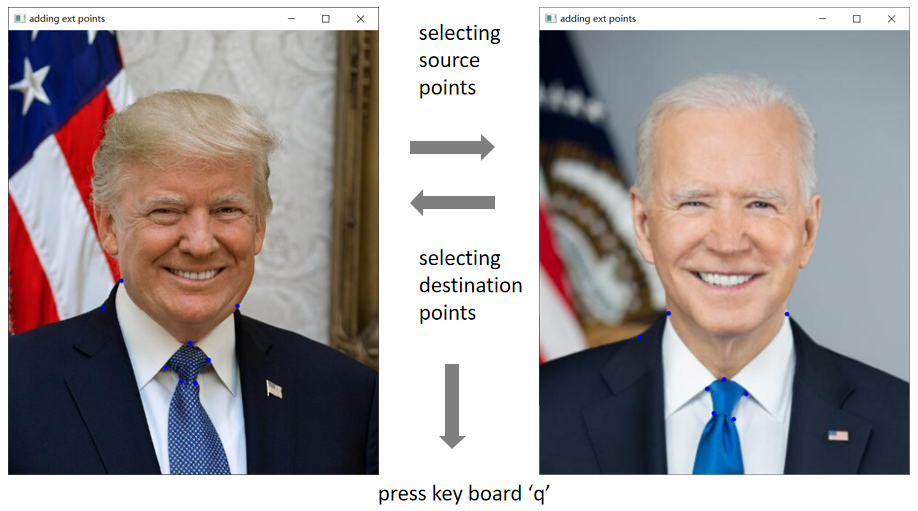 adding ext points
adding ext points
selecting
source
points
selecting
destination
points
press key board ‘q’